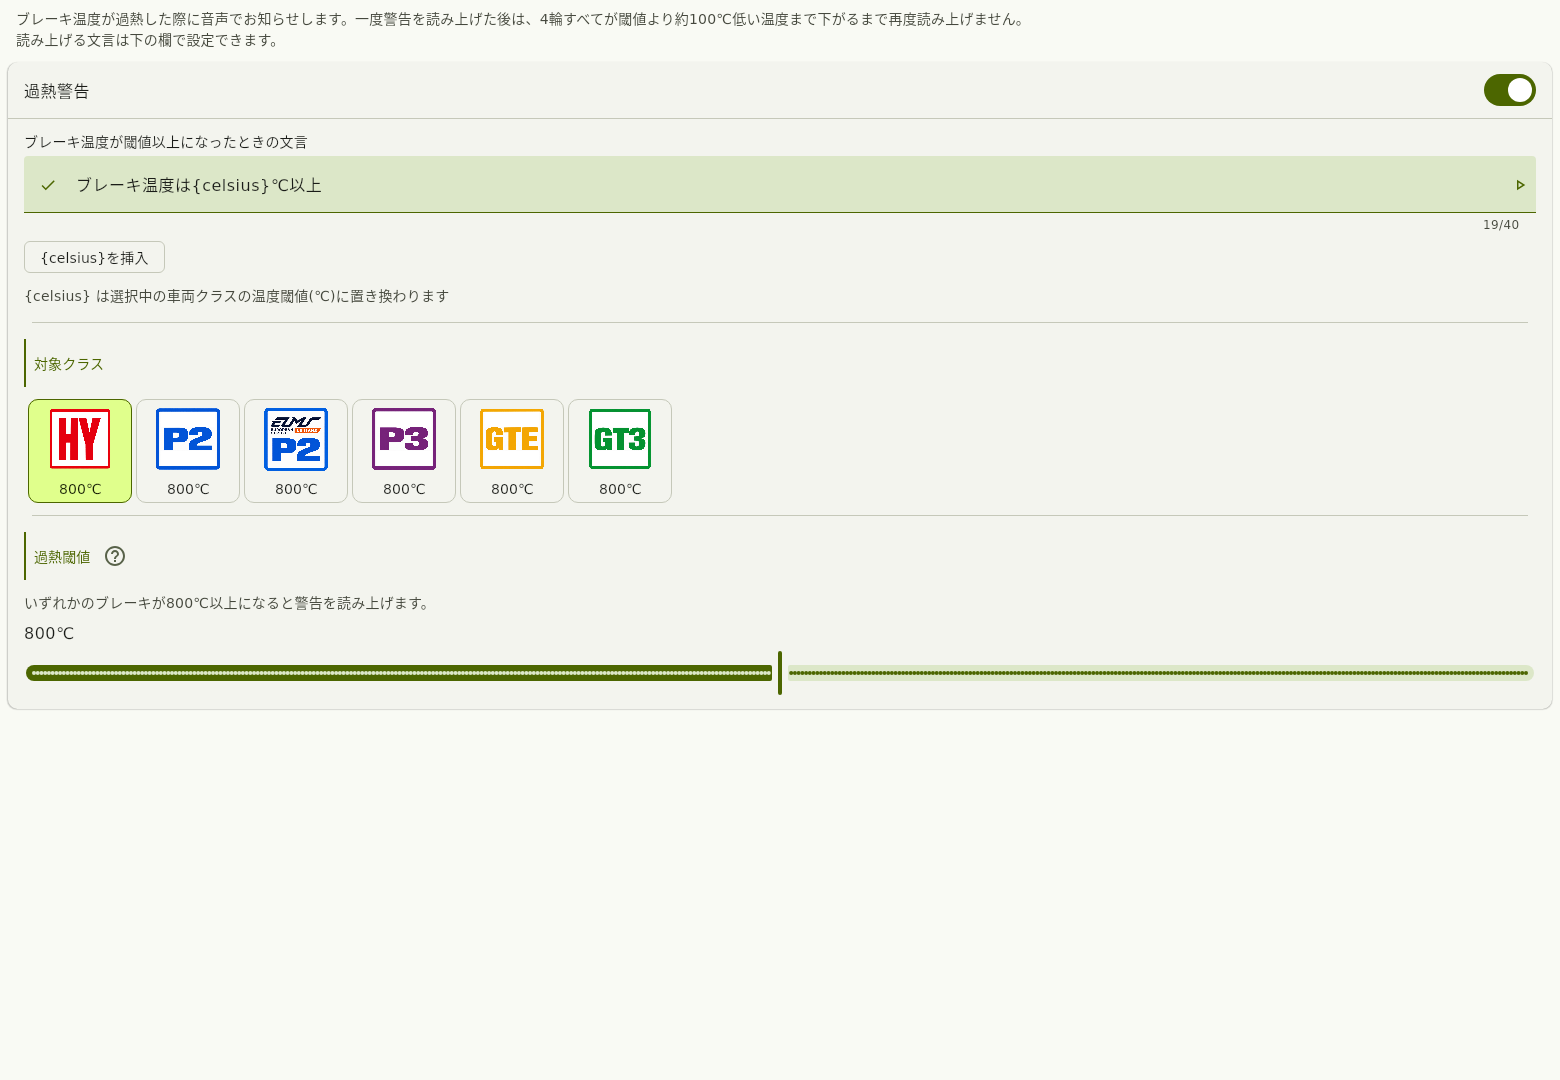 ブレーキ温度が過熱した際に音声でお知らせします。一度警告を読み上げた後は、4輪すべてが閾値より約100℃低い温度まで下がるまで再度読み上げません。
読み上げる文言は下の欄で設定できます。
過熱警告
ブレーキ温度が閾値以上になったときの文言
ブレーキ温度は{celsius}℃以上
19/40
{celsius}を挿入
{celsius} は選択中の車両クラスの温度閾値(℃)に置き換わります
対象クラス
HY P2 ELMS P2 P3 GTE GT3
800℃ 800℃ 800℃ 800℃ 800℃ 800℃
過熱閾値
いずれかのブレーキが800℃以上になると警告を読み上げます。
800℃